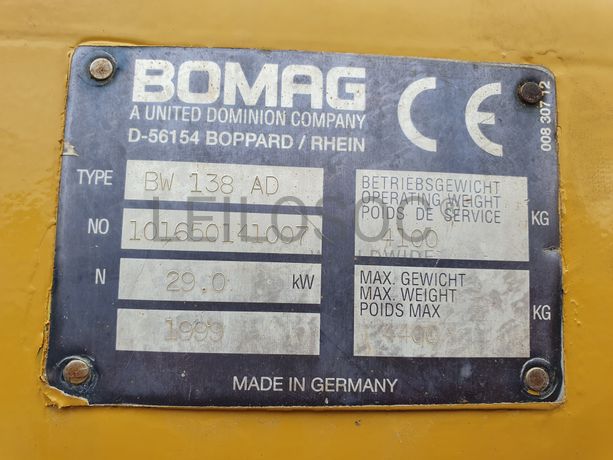 BOMAG
A UNITED DOMINION COMPANY
D-56154 BOPPARD / RHEIN
CE
008 307 12
TYPE BW 138 AD
NO 101650141007
N 29.0 kW
1999
BETRIEBSGEWICHT
OPERATING WEIGHT
POIDS DE SERVICE
4100 KG
MAX. GEWICHT
MAX. WEIGHT
POIDS MAX
4400 KG
MADE IN GERMANY
LEILOSOC